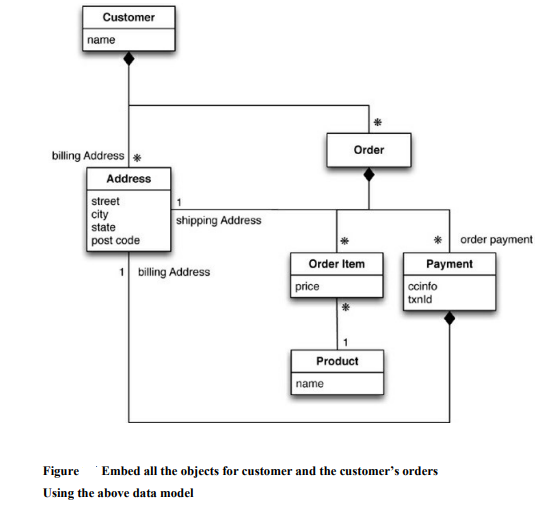 Customer
name
*
Order
billing Address *
Address
street
city
state
post code
1
shipping Address
*
* order payment
1 billing Address
Order Item
price
Payment
ccinfo
txnId
*
1
Product
name
Figure Embed all the objects for customer and the customer's orders
Using the above data model